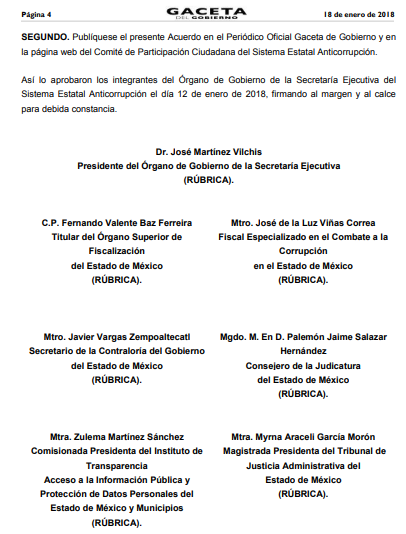 Página 4
GACETA
DEL GOBIERNO
18 de enero de 2018
SEGUNDO. Publíquese el presente Acuerdo en el Periódico Oficial Gaceta de Gobierno y en
la página web del Comité de Participación Ciudadana del Sistema Estatal Anticorrupción.
Así lo aprobaron los integrantes del Órgano de Gobierno de la Secretaría Ejecutiva del
Sistema Estatal Anticorrupción el día 12 de enero de 2018, firmando al margen y al calce
para debida constancia.
Dr. José Martínez Vilchis
Presidente del Órgano de Gobierno de la Secretaría Ejecutiva
(RÚBRICA).
C.P. Fernando Valente Baz Ferreira
Titular del Órgano Superior de
Fiscalización
del Estado de México
(RÚBRICA).
Mtro. José de la Luz Viñas Correa
Fiscal Especializado en el Combate a la
Corrupción
en el Estado de México
(RÚBRICA).
Mtro. Javier Vargas Zempoaltecatl
Secretario de la Contraloría del Gobierno
del Estado de México
(RÚBRICA).
Mgdo. M. En D. Palemón Jaime Salazar
Hernández
Consejero de la Judicatura
del Estado de México
(RÚBRICA).
Mtra. Zulema Martínez Sánchez
Comisionada Presidenta del Instituto de
Transparencia
Acceso a la Información Pública y
Protección de Datos Personales del
Estado de México y Municipios
(RÚBRICA).
Mtra. Myrna Araceli García Morón
Magistrada Presidenta del Tribunal de
Justicia Administrativa del
Estado de México
(RÚBRICA).